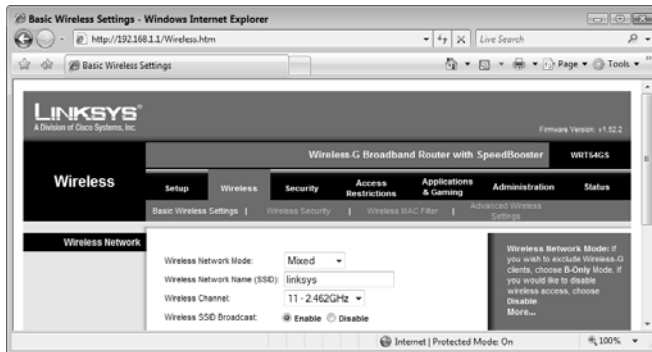 Basic Wireless Settings - Windows Internet Explorer
http://192.168.1.1/Wireless.htm
Live Search
Basic Wireless Settings
Page
Tools
LINKSYS®
A Division of Cisco Systems, Inc.
Firmware Version: v1.52.2
Wireless-G Broadband Router with SpeedBooster WRT54GS
Wireless
Setup Wireless Security Access Restrictions Applications & Gaming Administration Status
Basic Wireless Settings | Wireless Security | Wireless MAC Filter | Advanced Wireless Settings
Wireless Network
Wireless Network Mode: Mixed
Wireless Network Name (SSID): linksys
Wireless Channel: 11 - 2.462GHz
Wireless SSID Broadcast: Enable Disable
Wireless Network Mode: If
you wish to exclude Wireless-G
clients, choose B-Only Mode. If
you would like to disable
wireless access, choose
Disable.
More...
Internet | Protected Mode: On
100%